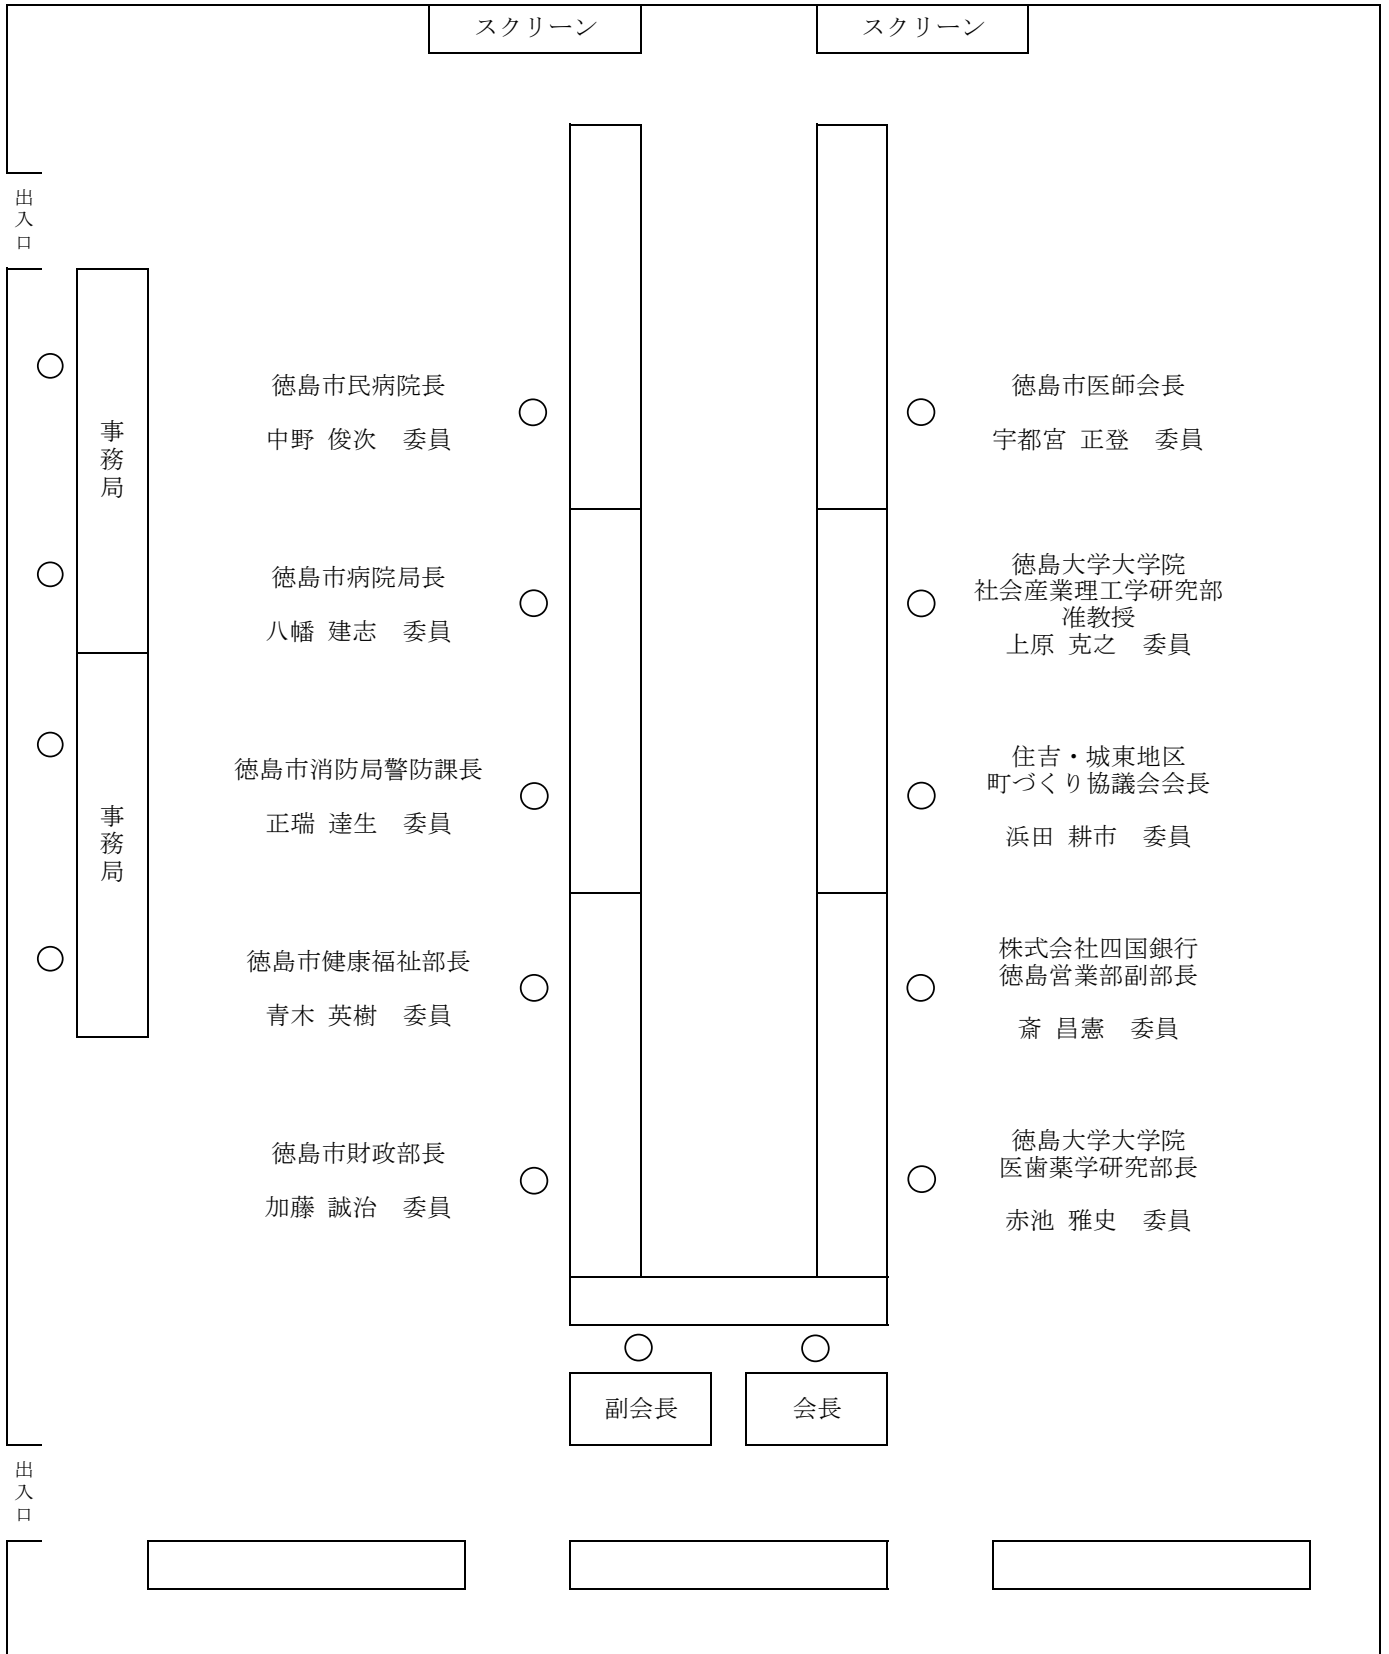 スクリーン
スクリーン
出入口
事務局
事務局
徳島市民病院長
中野 俊次　委員
徳島市病院局長
八幡 建志　委員
徳島市消防局警防課長
正瑞 達生　委員
徳島市健康福祉部長
青木 英樹　委員
徳島市財政部長
加藤 誠治　委員
徳島市医師会長
宇都宮 正登　委員
徳島大学大学院
社会産業理工学研究部
准教授
上原 克之　委員
住吉・城東地区
町づくり協議会会長
浜田 耕市　委員
株式会社四国銀行
徳島営業部副部長
斎 昌憲　委員
徳島大学大学院
医歯薬学研究部長
赤池 雅史　委員
副会長
会長
出入口